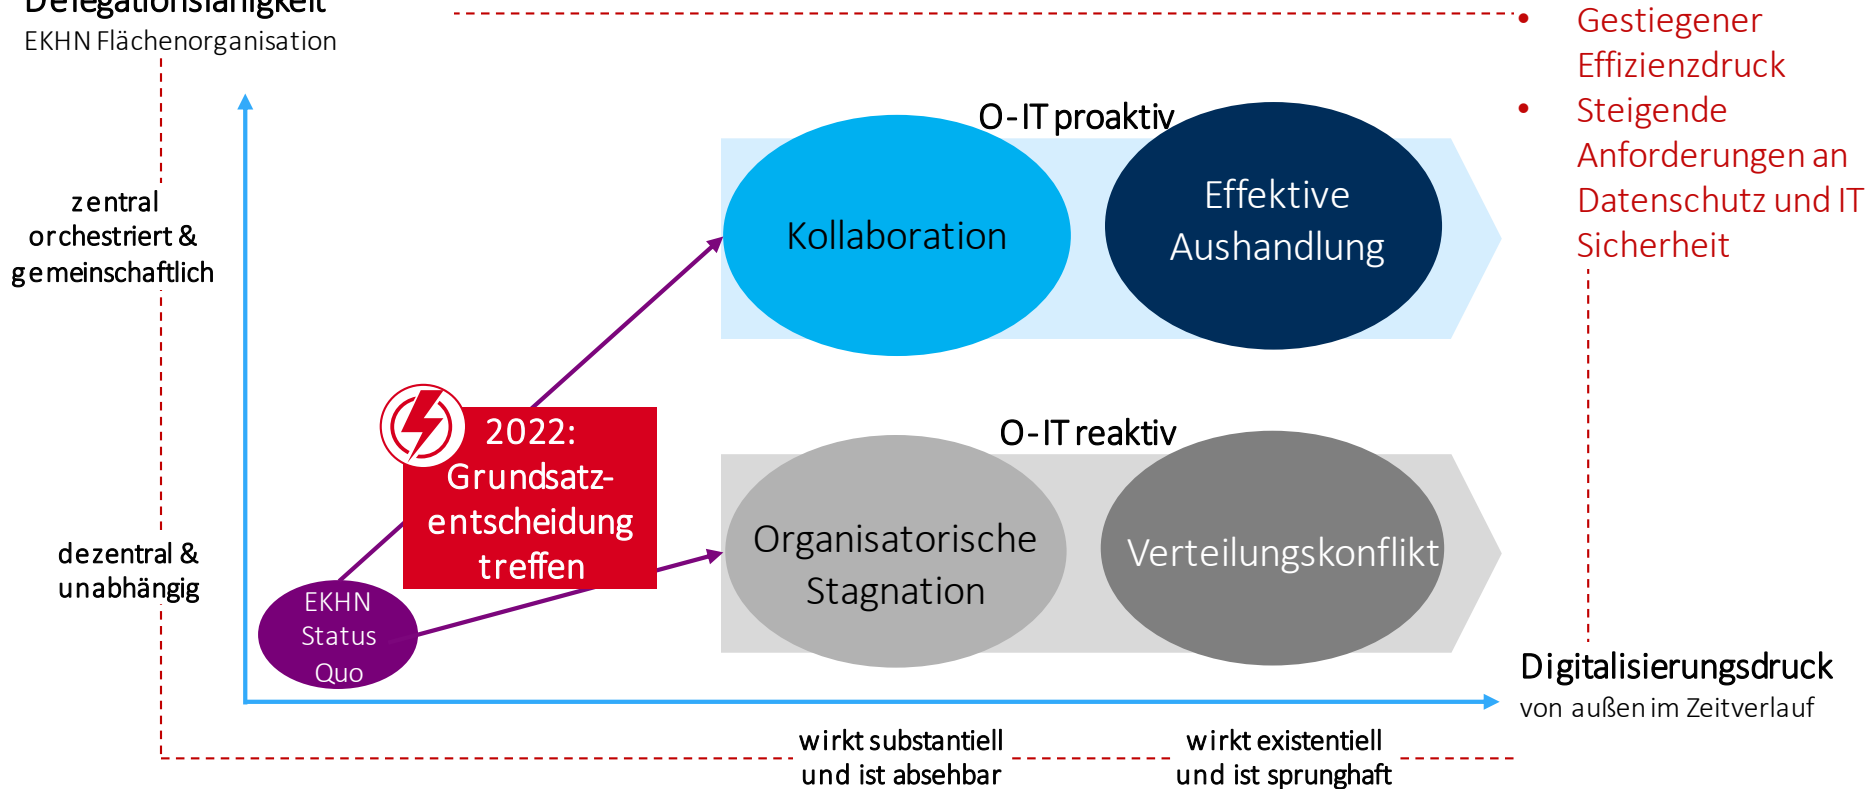 Delegationsfähigkeit
EKHN Flächenorganisation
• Gestiegener
Effizienzdruck
• Steigende
Anforderungen an
Datenschutz und IT
Sicherheit
zentral
orchestriert &
gemeinschaftlich
O-IT proaktiv
Kollaboration
Effektive
Aushandlung
2022:
Grundsatz-
entscheidung
treffen
O-IT reaktiv
Organisatorische
Stagnation
Verteilungskonflikt
dezentral &
unabhängig
EKHN
Status
Quo
Digitalisierungsdruck
von außen im Zeitverlauf
wirkt substantiell
und ist absehbar
wirkt existentiell
und ist sprunghaft